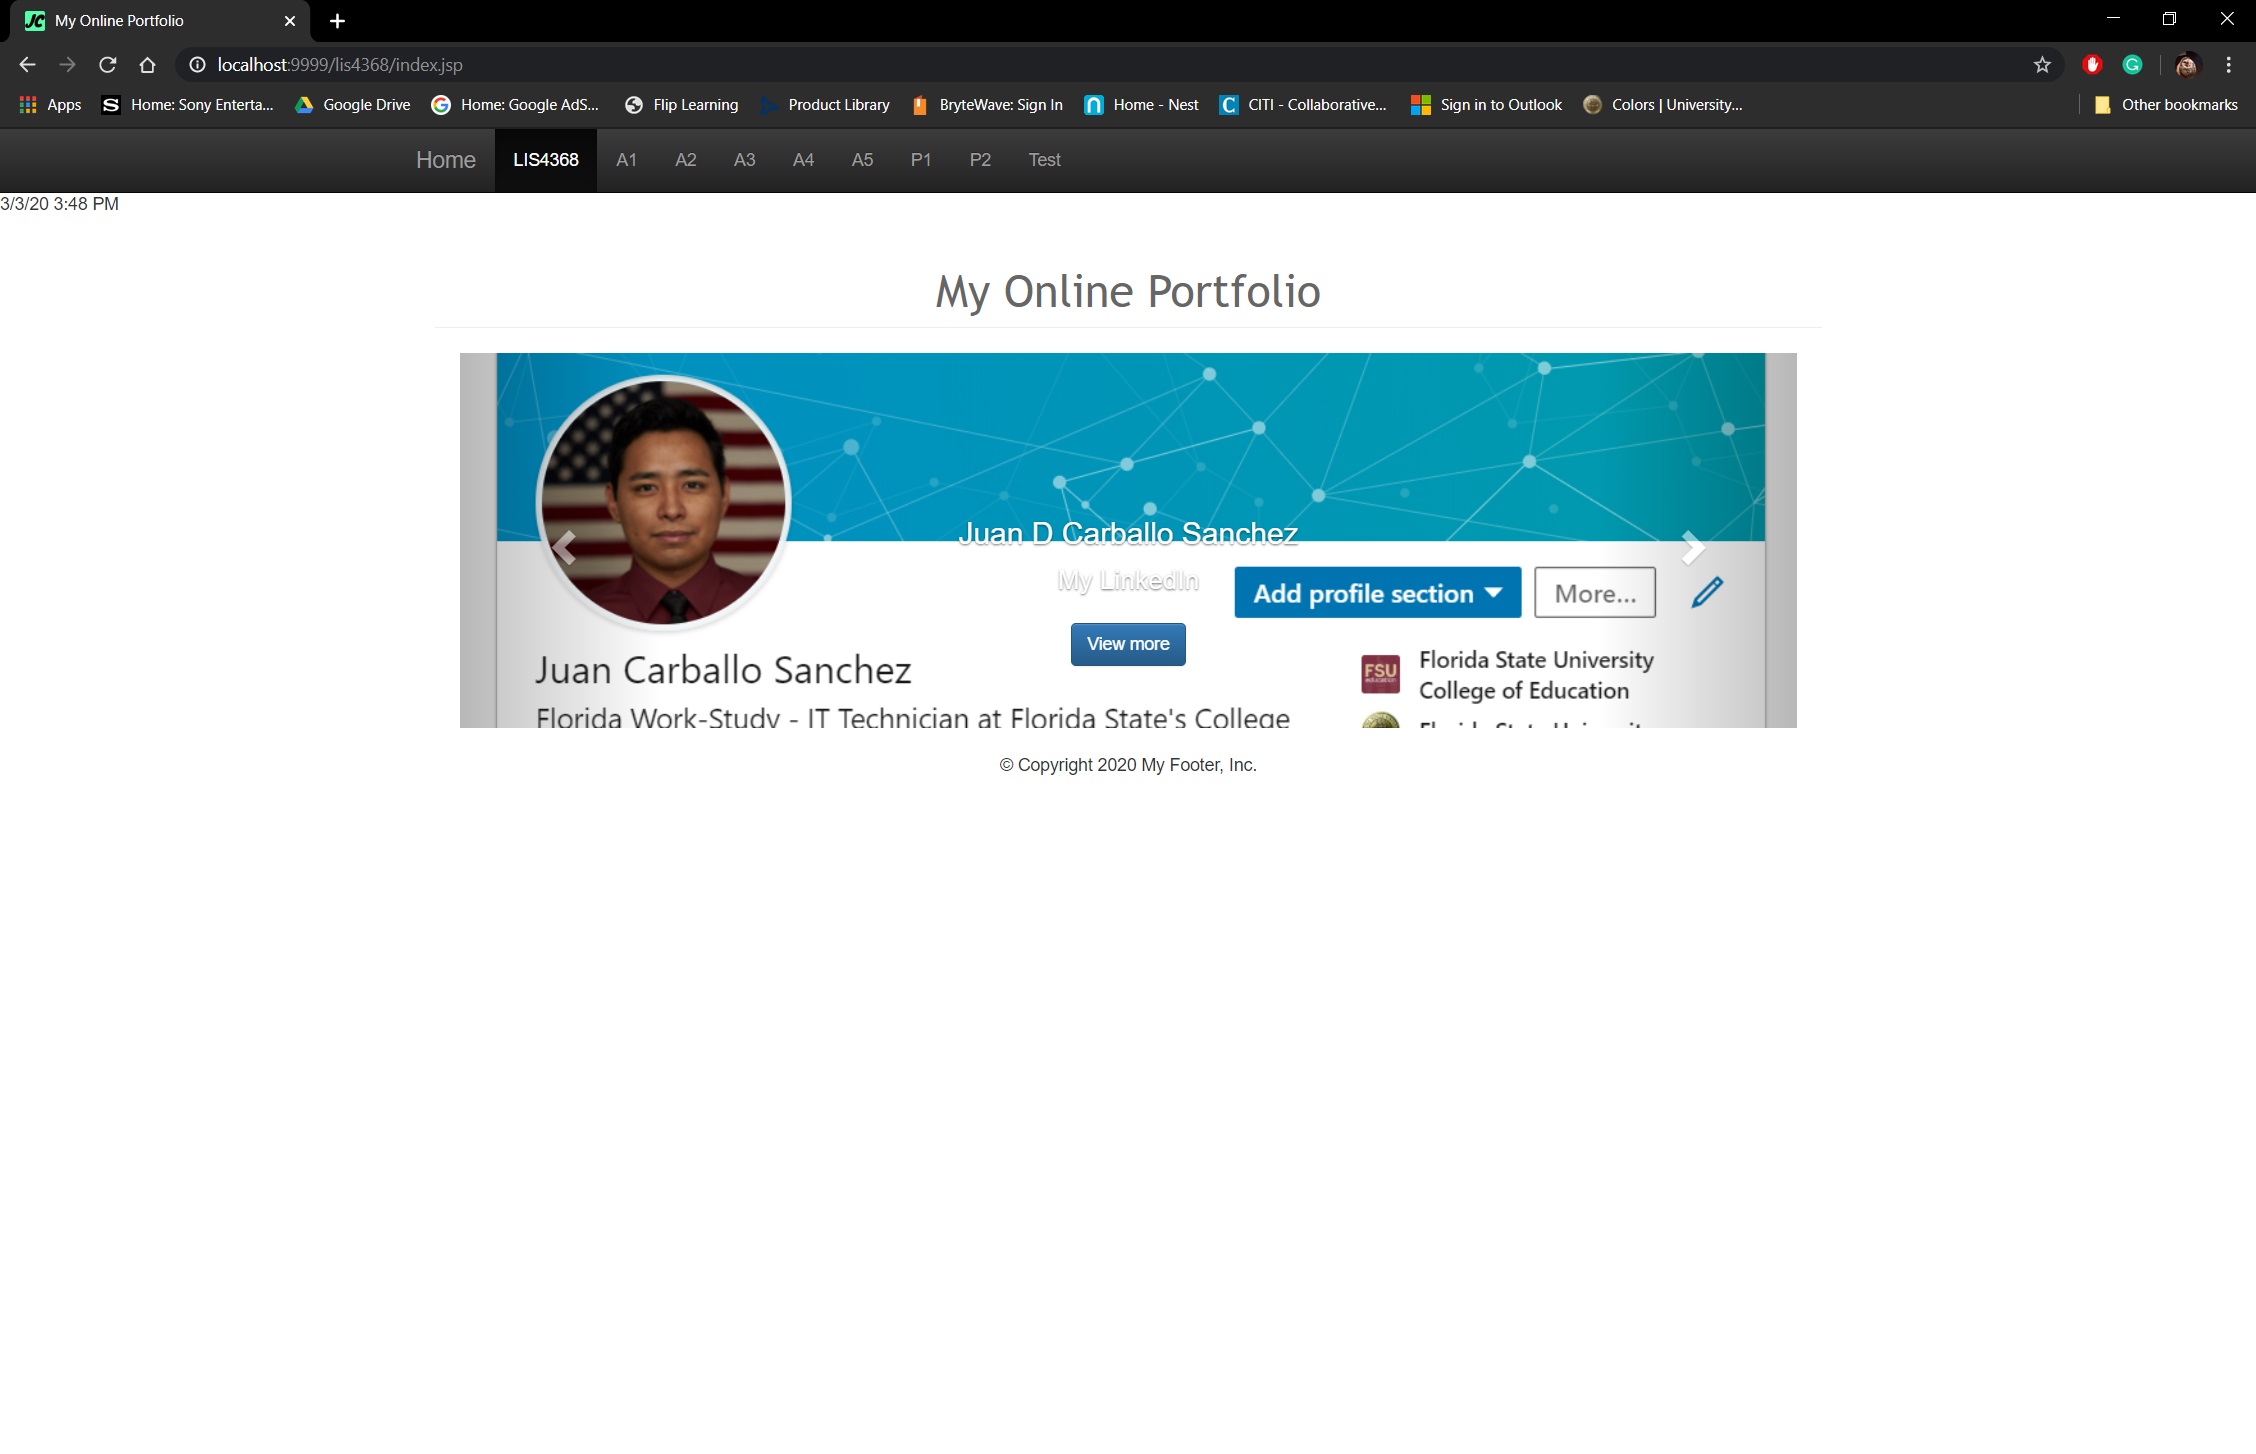 My Online Portfolio
localhost:9999/lis4368/index.jsp
Apps Home: Sony Enterta... Google Drive Home: Google AdS... Flip Learning Product Library BryteWave: Sign In Home - Nest CITI - Collaborative... Sign in to Outlook Colors | University... Other bookmarks
Home LIS4368 A1 A2 A3 A4 A5 P1 P2 Test
3/3/20 3:48 PM
My Online Portfolio
Juan D Carballo Sanchez
My LinkedIn
Add profile section More...
View more
Juan Carballo Sanchez
FSU Florida State University
College of Education
Florida Work-Study - IT Technician at Florida State's College
© Copyright 2020 My Footer, Inc.